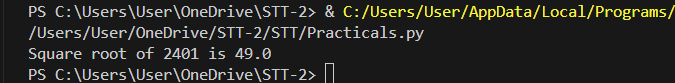 PS C:\Users\User\OneDrive\STT-2> & C:/Users/User/AppData/Local/Programs/
/Users/User/OneDrive/STT-2/STT/Practicals.py
Square root of 2401 is 49.0
PS C:\Users\User\OneDrive\STT-2>